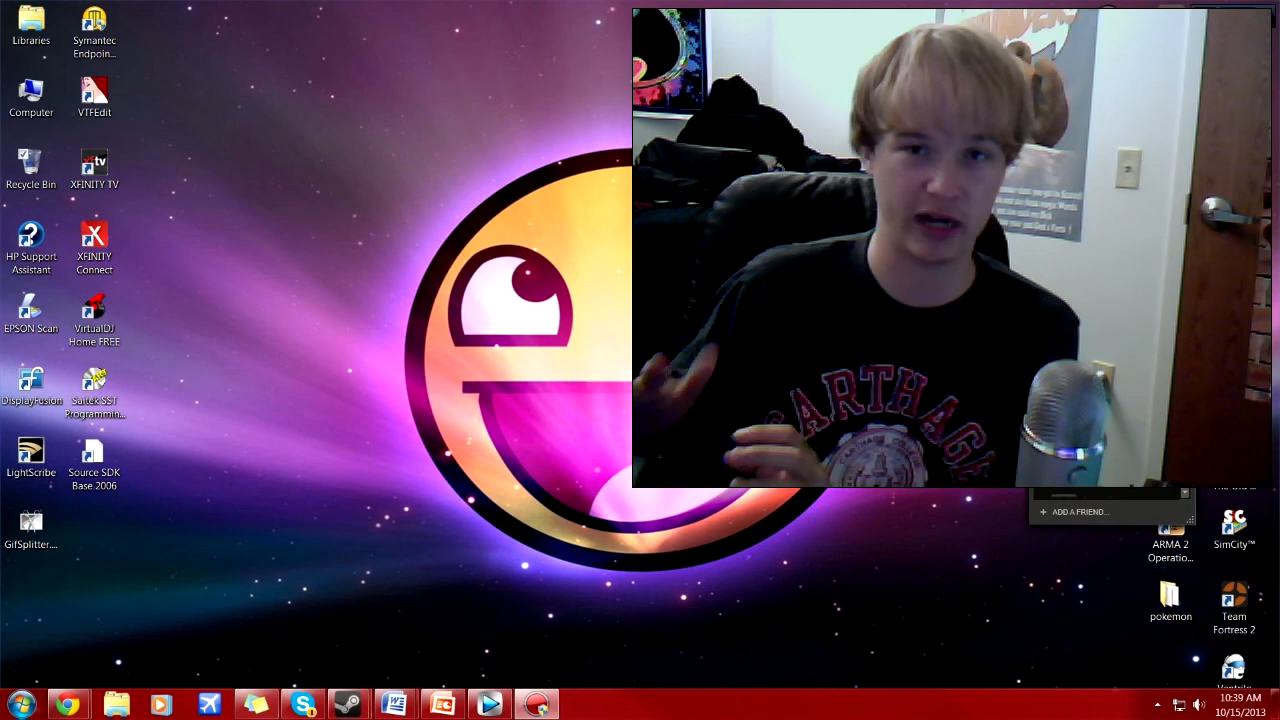 Libraries
Symantec
Endpoin...
Computer
VTFEdit
Recycle Bin
XFINITY TV
HP Support
Assistant
XFINITY
Connect
EPSON Scan
VirtualDJ
Home FREE
DisplayFusion
Saitek SST
Programmin...
LightScribe
Source SDK
Base 2006
GifSplitter....
CARTHAGE
+ ADD A FRIEND...
ARMA 2
Operatio...
SimCity™
pokemon
Team
Fortress 2
10:39 AM
10/15/2013